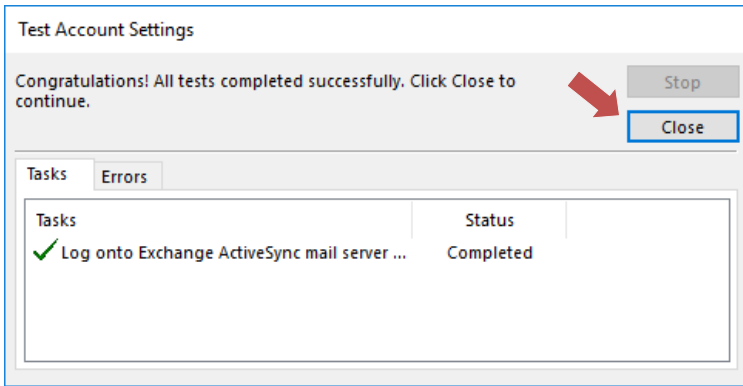 Test Account Settings
Congratulations! All tests completed successfully. Click Close to
continue.
Stop
Close
Tasks Errors
Tasks Status
Log onto Exchange ActiveSync mail server ... Completed